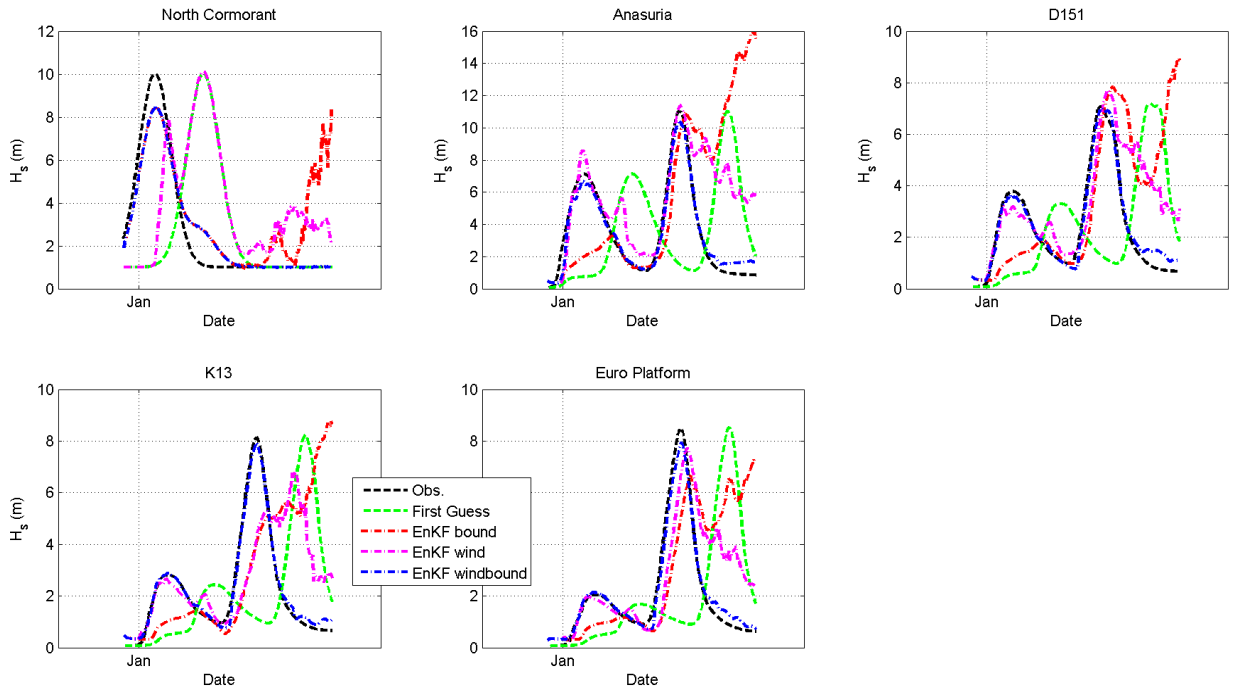 North Cormorant
12
10
8
6
4
2
0
H_s (m)
Jan
Date
Anasuria
16
14
12
10
8
6
4
2
0
H_s (m)
Jan
Date
D151
10
8
6
4
2
0
H_s (m)
Jan
Date
K13
10
8
6
4
2
0
H_s (m)
Jan
Date
Euro Platform
10
8
6
4
2
0
Jan
Date
Obs.
First Guess
EnKF bound
EnKF wind
EnKF windbound